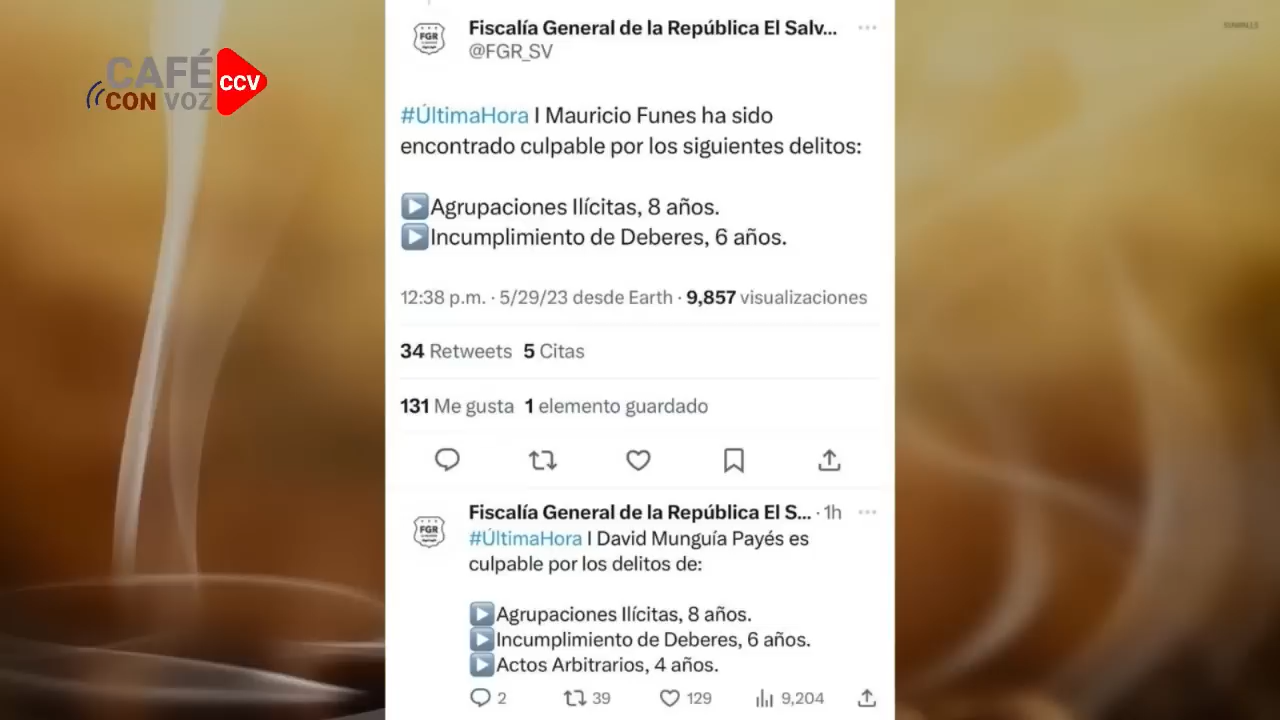 CAFÉ
CON VOZ
CCV
Fiscalía General de la República El Salv...
FGR
@FGR_SV
#ÚltimaHora I Mauricio Funes ha sido
encontrado culpable por los siguientes delitos:
Agrupaciones Ilícitas, 8 años.
Incumplimiento de Deberes, 6 años.
12:38 p.m. · 5/29/23 desde Earth · 9,857 visualizaciones
34 Retweets 5 Citas
131 Me gusta 1 elemento guardado
Fiscalía General de la República El S... · 1h
FGR
#ÚltimaHora I David Munguía Payés es
culpable por los delitos de:
Agrupaciones Ilícitas, 8 años.
Incumplimiento de Deberes, 6 años.
Actos Arbitrarios, 4 años.
2 39 129 9,204